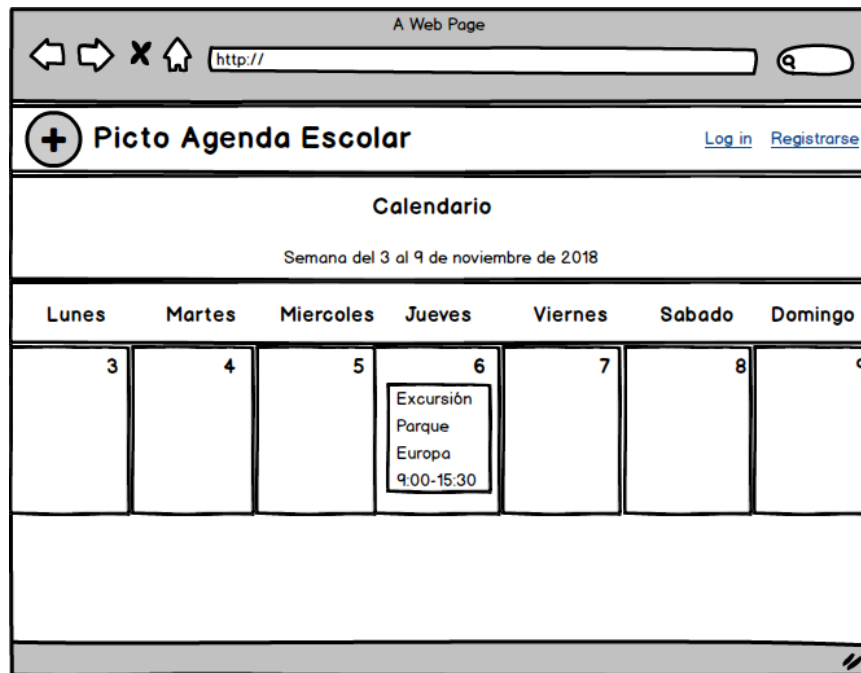 A Web Page
http://
Picto Agenda Escolar
Log in Registrarse
Calendario
Semana del 3 al 9 de noviembre de 2018
Lunes Martes Miercoles Jueves Viernes Sabado Domingo
3 4 5 6 7 8 9
Excursión
Parque
Europa
9:00-15:30